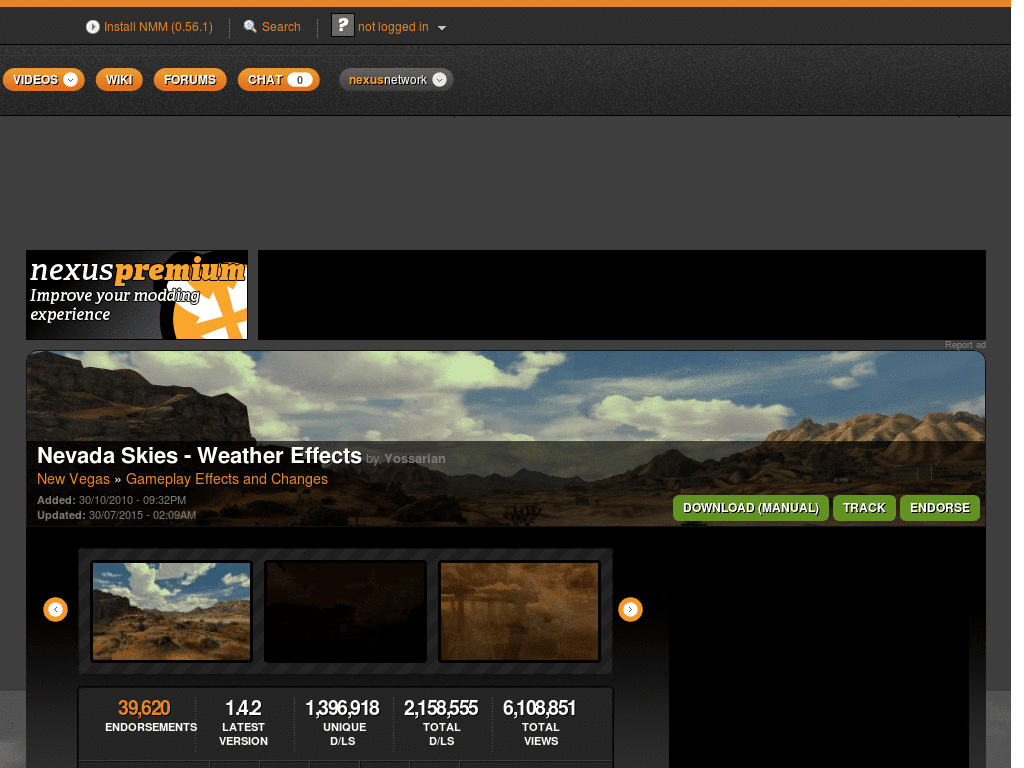 Install NMM (0.56.1) Search ? not logged in
VIDEOS WIKI FORUMS CHAT 0 nexusnetwork
nexuspremium
Improve your modding
experience
Report ad
Nevada Skies - Weather Effects by Yossarian
New Vegas » Gameplay Effects and Changes
Added: 30/10/2010 - 09:32PM
Updated: 30/07/2015 - 02:09AM
DOWNLOAD (MANUAL) TRACK ENDORSE
39,620 1.4.2 1,396,918 2,158,555 6,108,851
ENDORSEMENTS LATEST UNIQUE TOTAL TOTAL
VERSION D/LS D/LS VIEWS